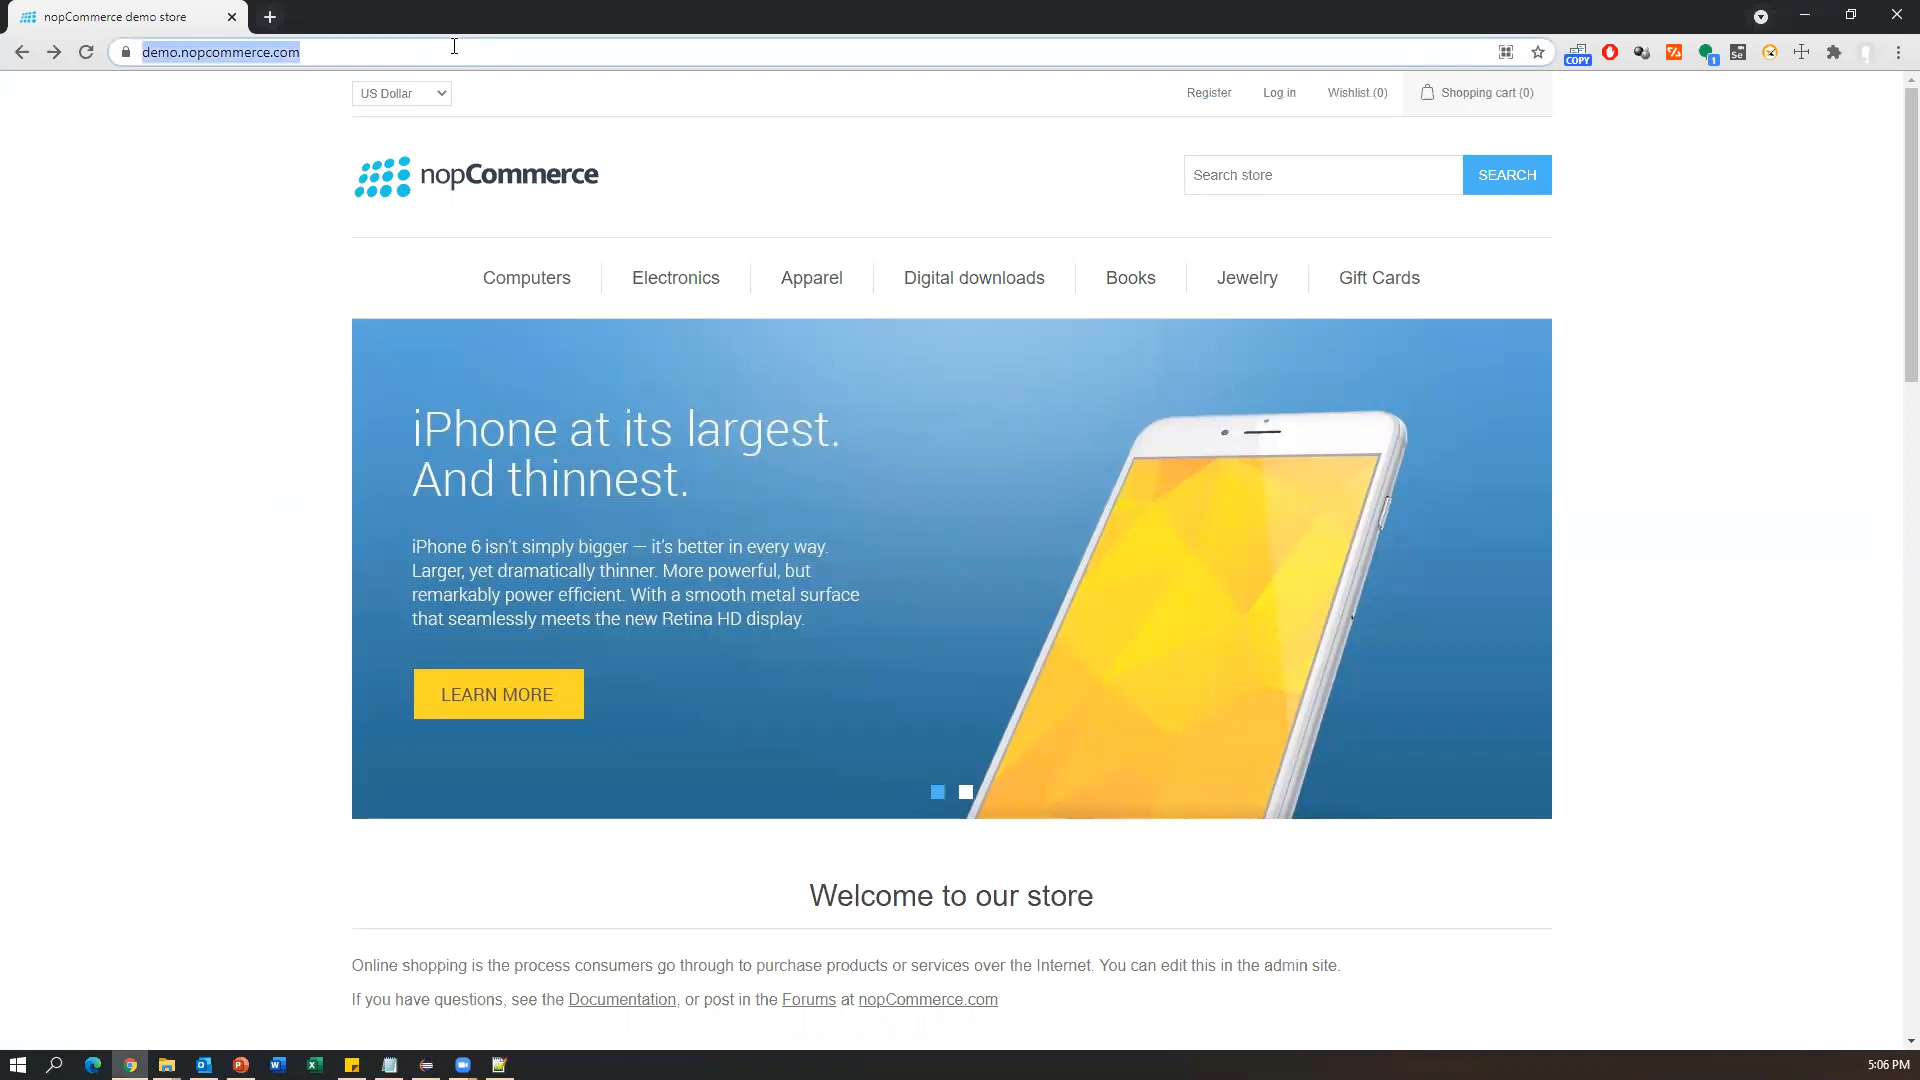 nopCommerce demo store
demo.nopcommerce.com
COPY
1
Se
US Dollar
Register
Log in
Wishlist (0)
Shopping cart (0)
nopCommerce
Search store
SEARCH
Computers
Electronics
Apparel
Digital downloads
Books
Jewelry
Gift Cards
iPhone at its largest.
And thinnest.
iPhone 6 isn't simply bigger — it's better in every way.
Larger, yet dramatically thinner. More powerful, but
remarkably power efficient. With a smooth metal surface
that seamlessly meets the new Retina HD display.
LEARN MORE
Welcome to our store
Online shopping is the process consumers go through to purchase products or services over the Internet. You can edit this in the admin site.
If you have questions, see the Documentation, or post in the Forums at nopCommerce.com
5:06 PM